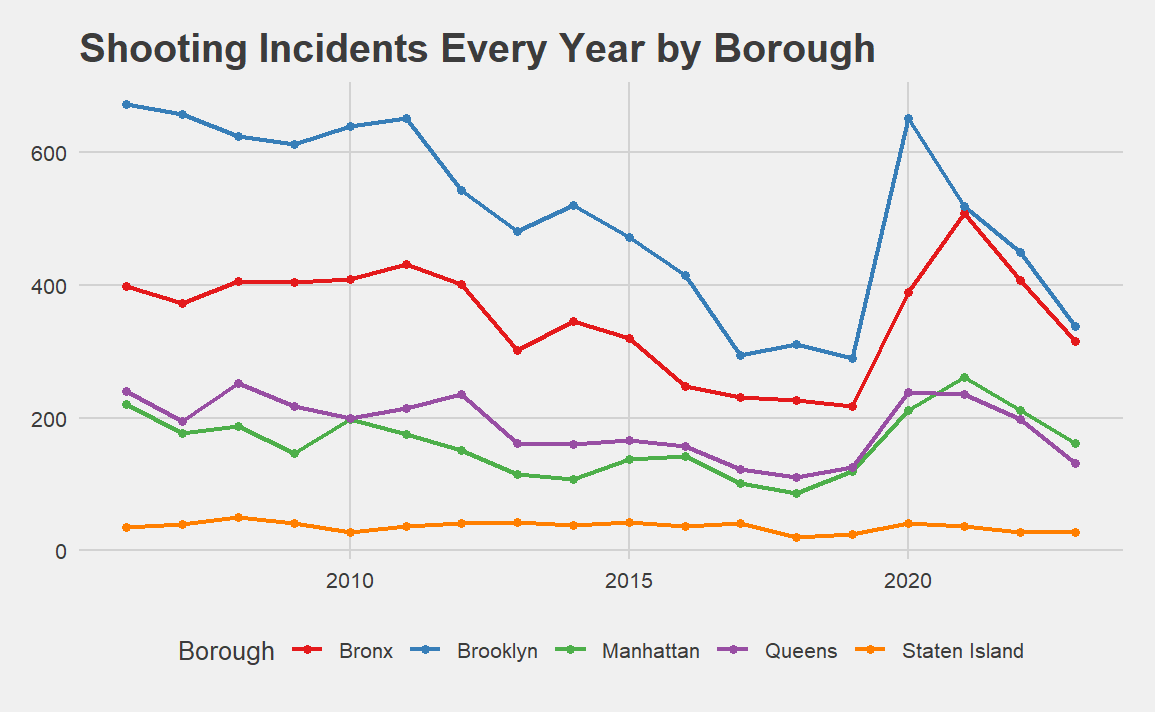 Shooting Incidents Every Year by Borough
600
400
200
0
2010 2015 2020
Borough Bronx Brooklyn Manhattan Queens Staten Island